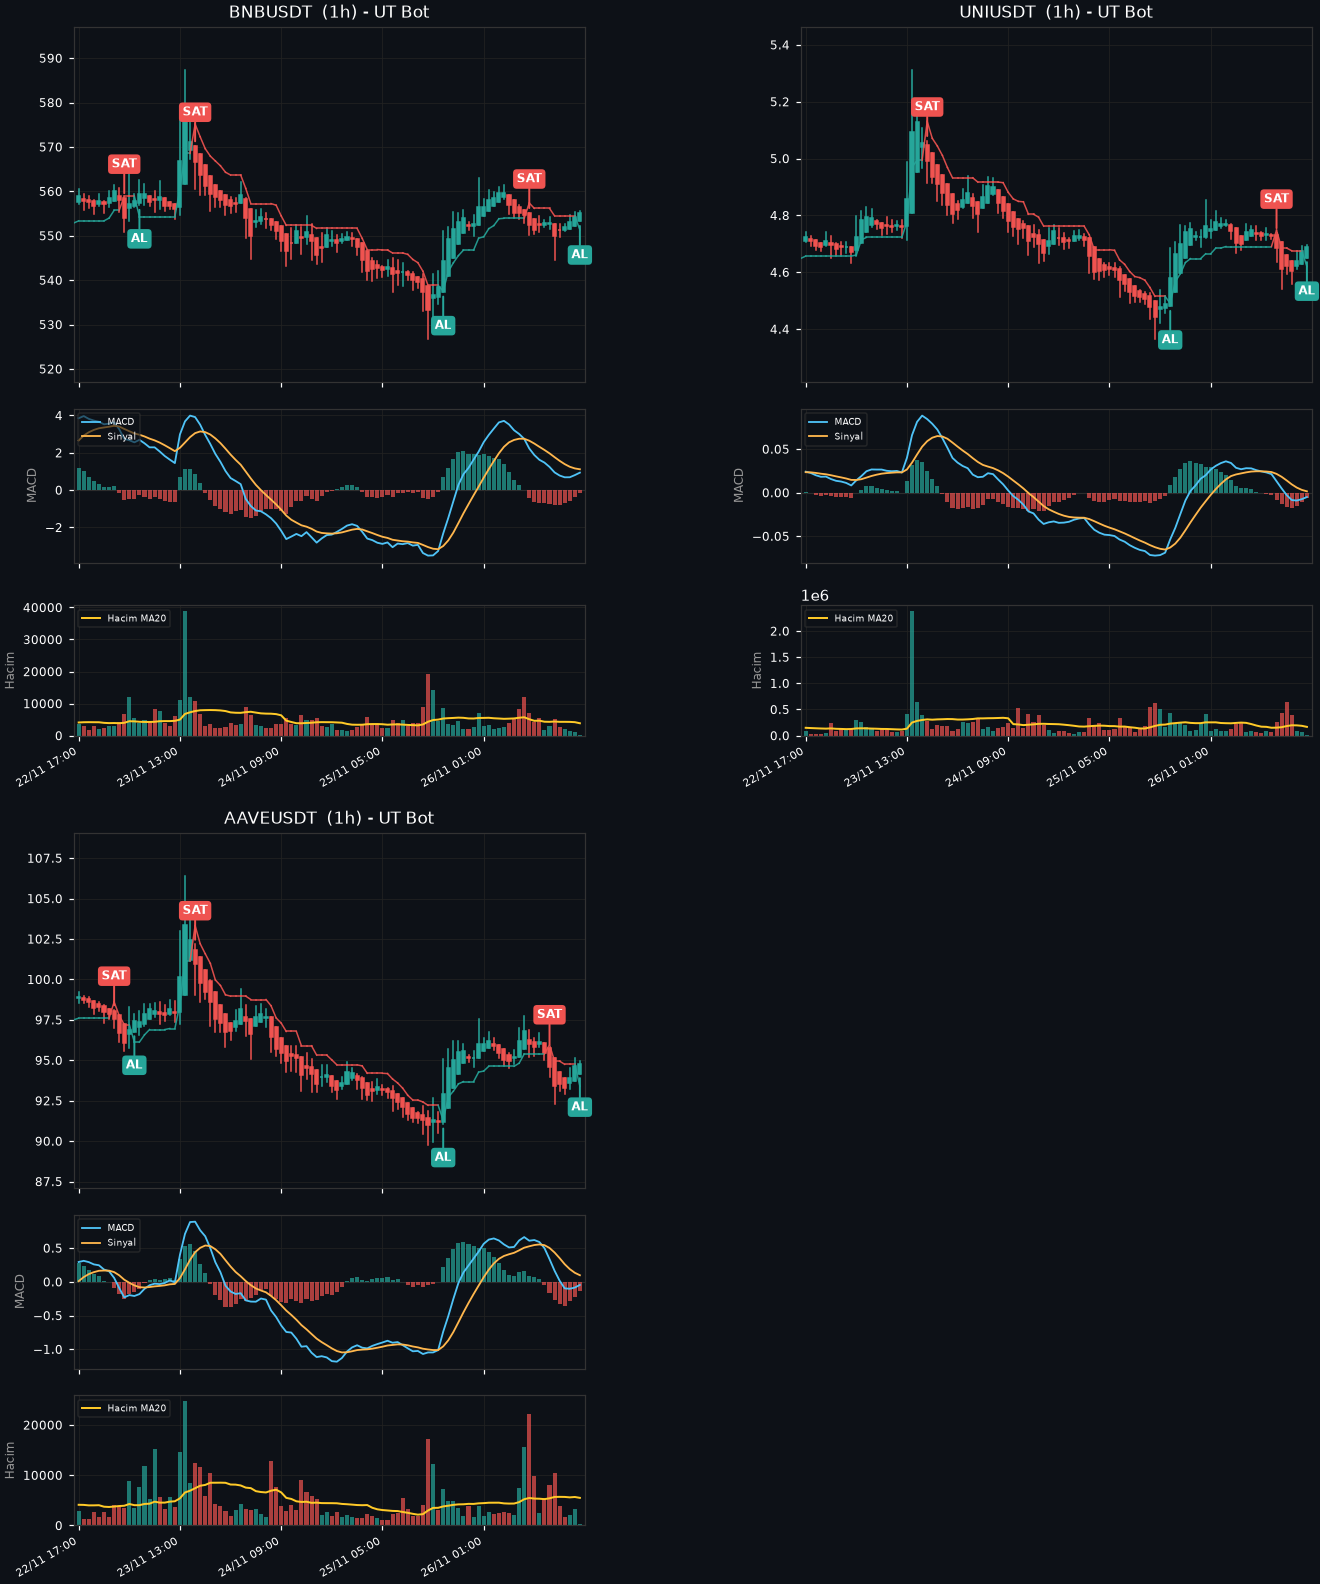 BNBUSDT  (1h) - UT Bot
590
580
570
560
550
540
530
520
SAT
SAT
SAT
AL
AL
AL
MACD
Sinyal
4
2
0
−2
MACD
Hacim MA20
40000
30000
20000
10000
0
Hacim
22/11 17:00
23/11 13:00
24/11 09:00
25/11 05:00
26/11 01:00
UNIUSDT  (1h) - UT Bot
5.4
5.2
5.0
4.8
4.6
4.4
SAT
SAT
AL
AL
MACD
Sinyal
0.05
0.00
−0.05
MACD
1e6
Hacim MA20
2.0
1.5
1.0
0.5
0.0
Hacim
22/11 17:00
23/11 13:00
24/11 09:00
25/11 05:00
26/11 01:00
AAVEUSDT  (1h) - UT Bot
107.5
105.0
102.5
100.0
97.5
95.0
92.5
90.0
87.5
SAT
SAT
SAT
AL
AL
AL
MACD
Sinyal
0.5
0.0
−0.5
−1.0
MACD
Hacim MA20
20000
10000
0
Hacim
22/11 17:00
23/11 13:00
24/11 09:00
25/11 05:00
26/11 01:00